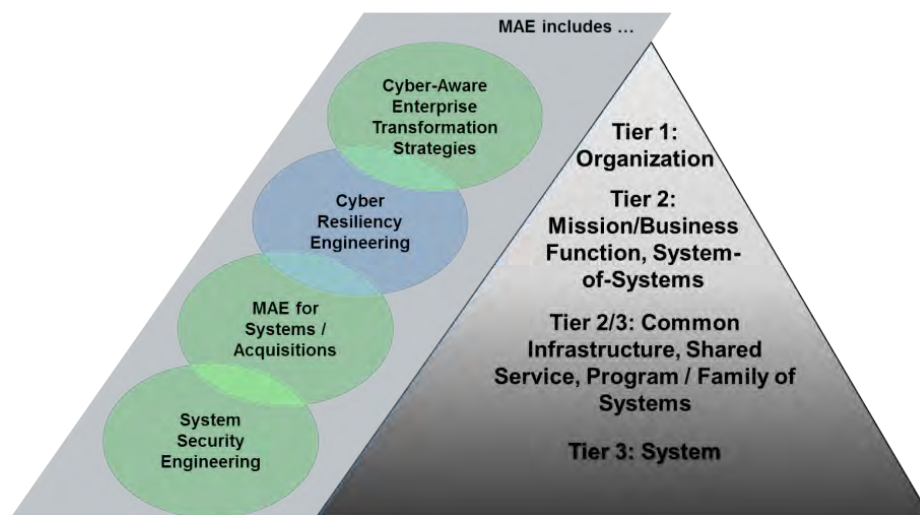 MAE includes …
Cyber-Aware
Enterprise
Transformation
Strategies
Cyber
Resiliency
Engineering
MAE for
Systems /
Acquisitions
System
Security
Engineering
Tier 1:
Organization
Tier 2:
Mission/Business
Function, System-
of-Systems
Tier 2/3: Common
Infrastructure, Shared
Service, Program / Family of
Systems
Tier 3: System